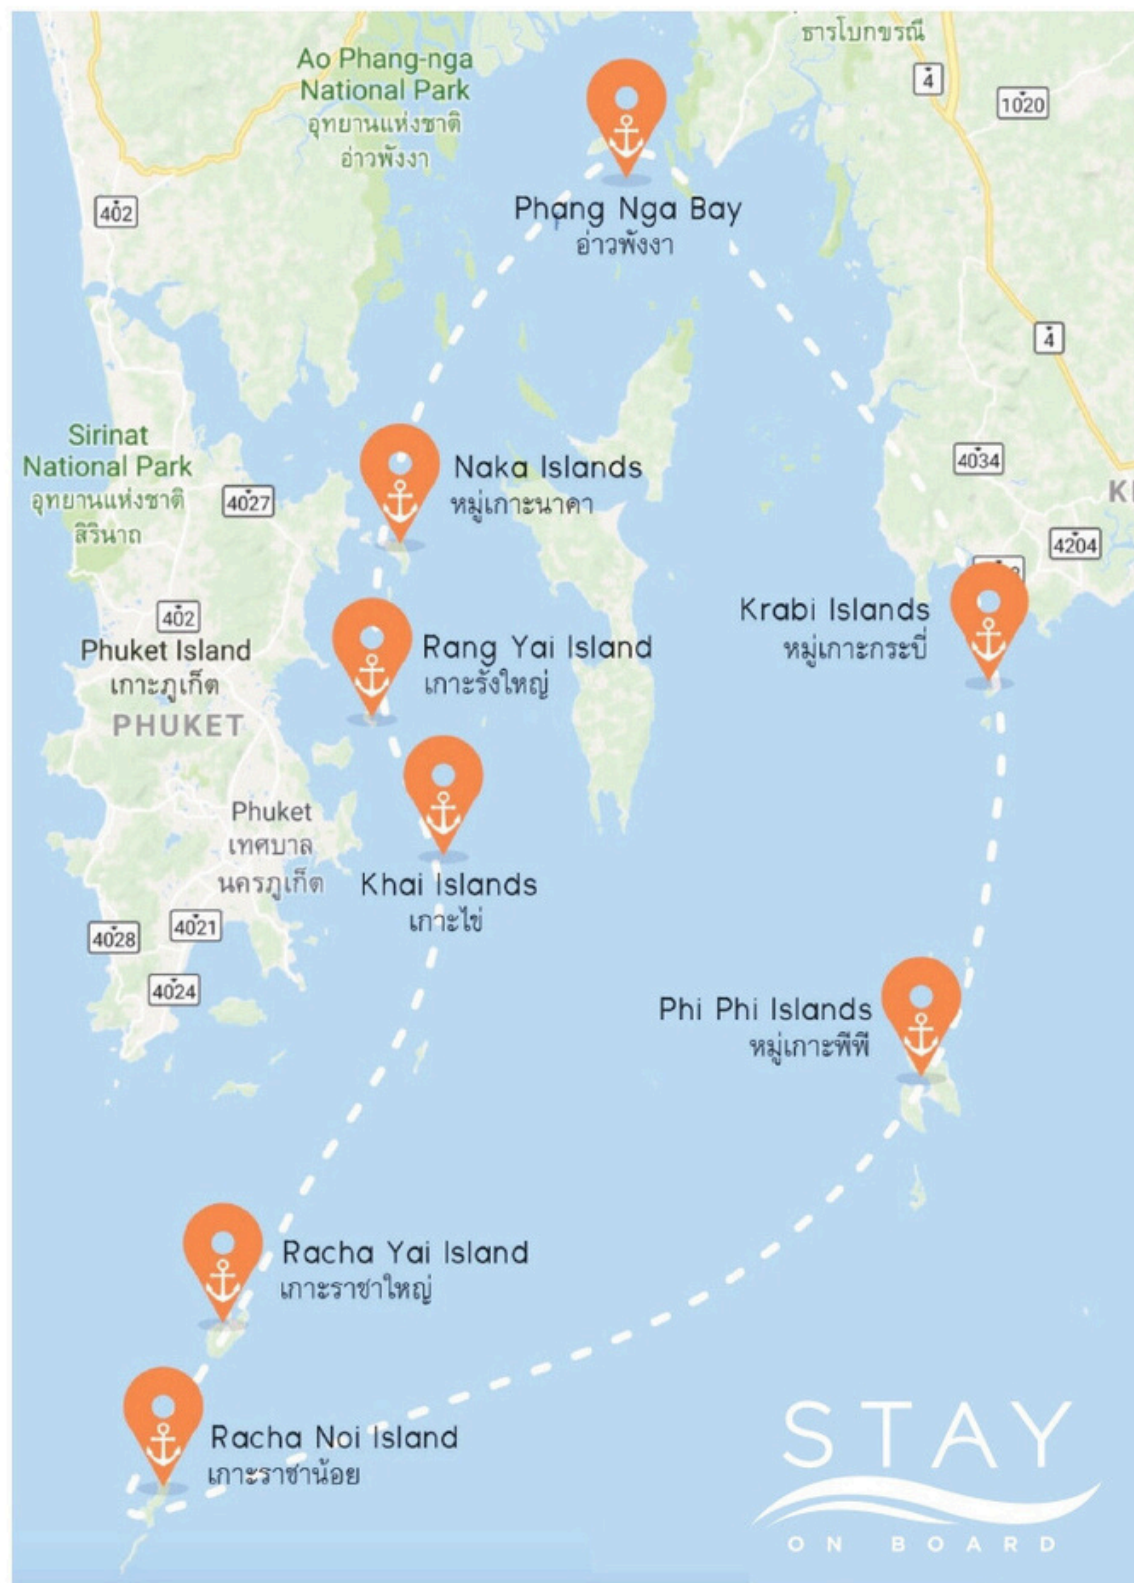 ธารโบกขรณี
Ao Phang-nga
National Park
อุทยานแห่งชาติ
อ่าวพังงา
4
1020
402
Phang Nga Bay
อ่าวพังงา
4
Sirinat
National Park
อุทยานแห่งชาติ
สิรินาถ
4027
Naka Islands
หมู่เกาะนาคา
4034
4204
402
Phuket Island
เกาะภูเก็ต
PHUKET
Rang Yai Island
เกาะรังใหญ่
Krabi Islands
หมู่เกาะกระบี่
Phuket
เทศบาล
นครภูเก็ต
Khai Islands
เกาะไข่
4021
4028
4024
Phi Phi Islands
หมู่เกาะพีพี
Racha Yai Island
เกาะราชาใหญ่
Racha Noi Island
เกาะราชาน้อย
STAY
ON BOARD